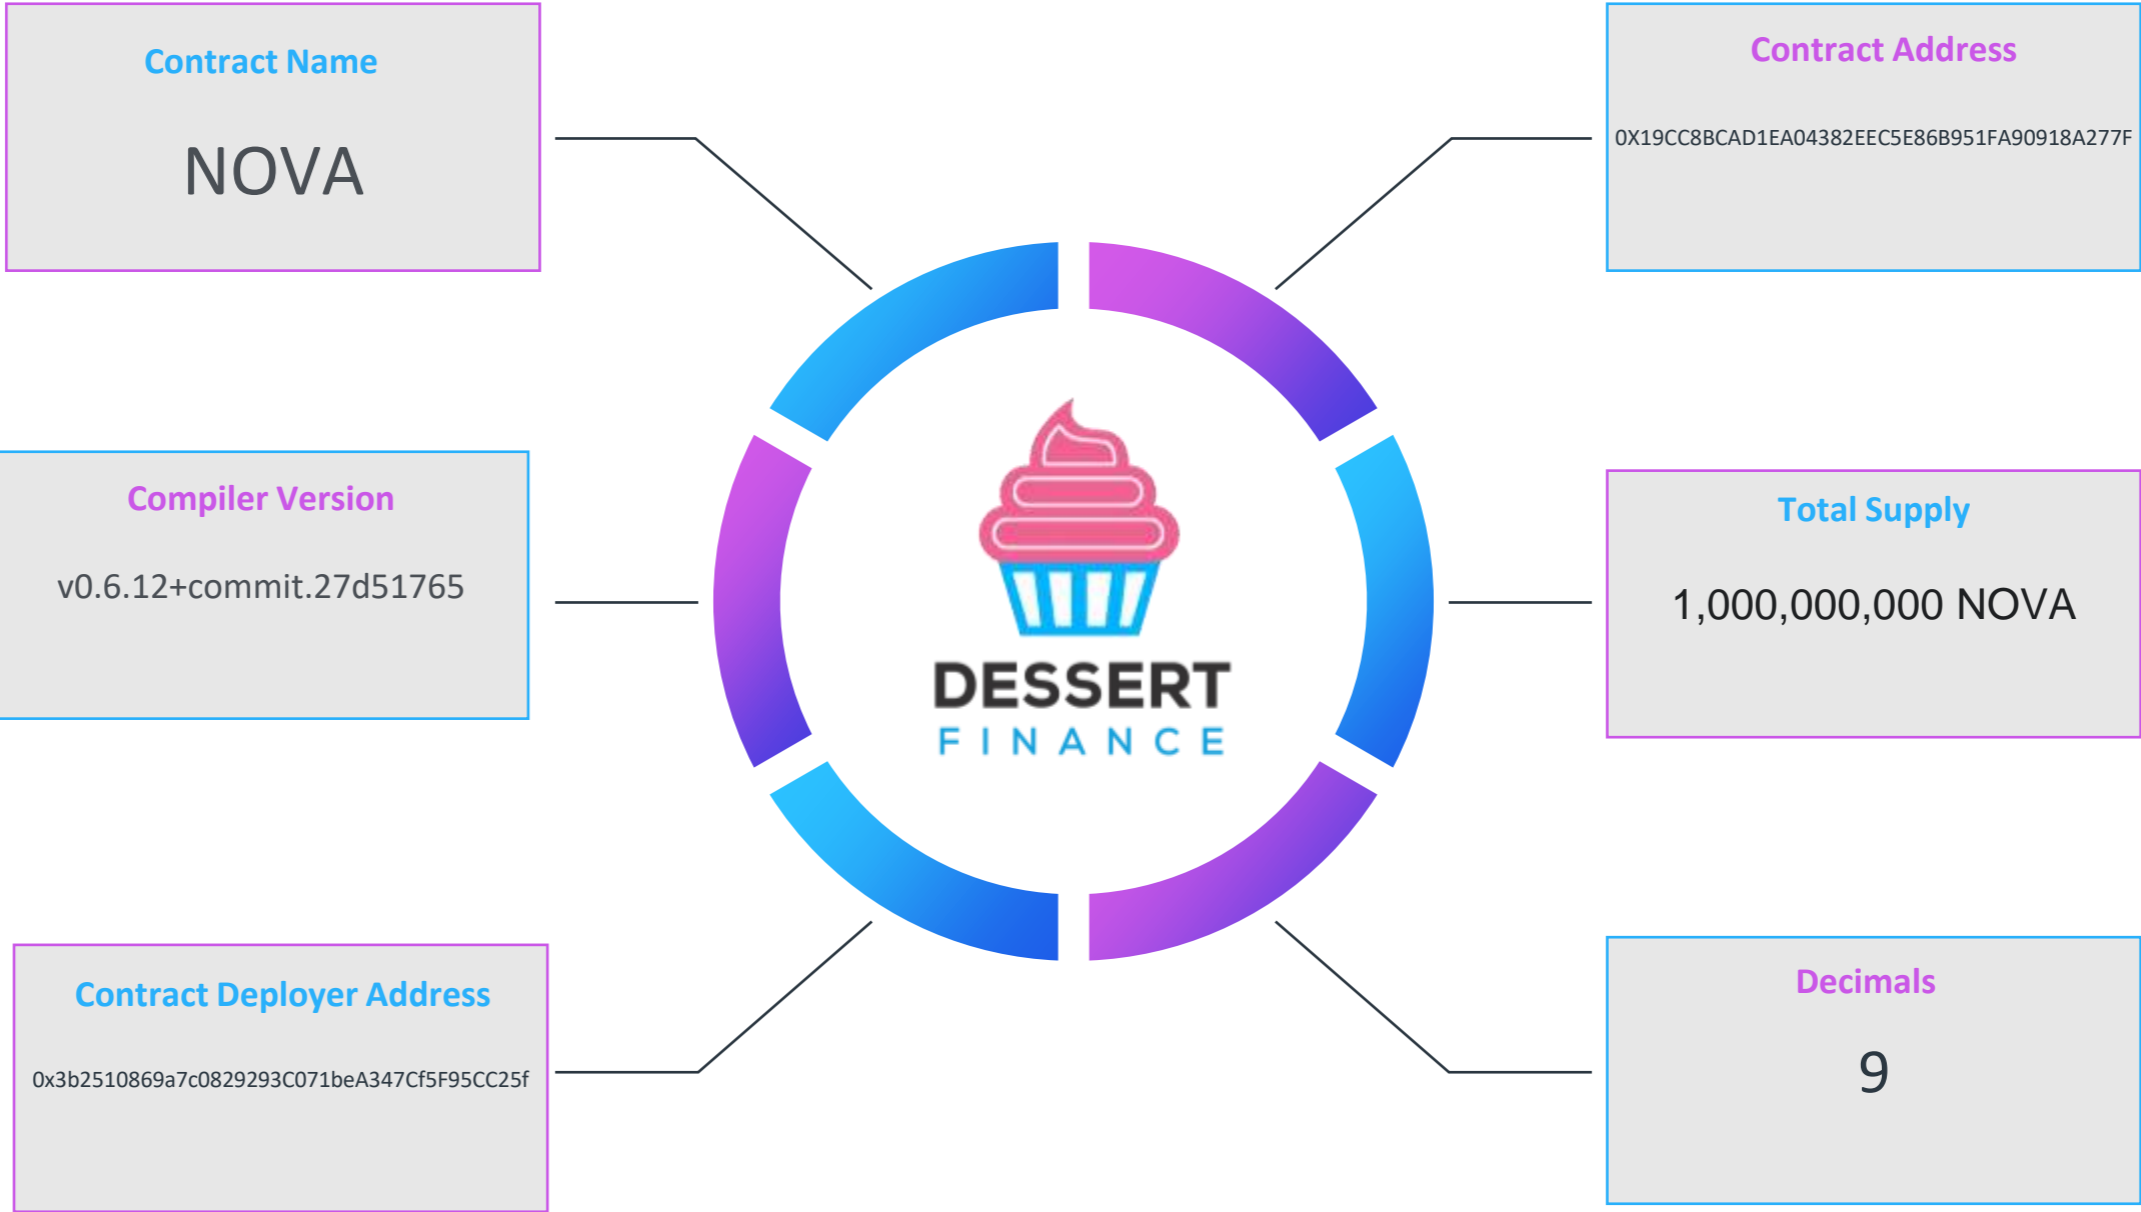 Contract Name
NOVA
Contract Address
0X19CC8BCAD1EA04382EEC5E86B951FA90918A277F
Compiler Version
v0.6.12+commit.27d51765
DESSERT
FINANCE
Total Supply
1,000,000,000 NOVA
Contract Deployer Address
0x3b2510869a7c0829293C071beA347Cf5F95CC25f
Decimals
9